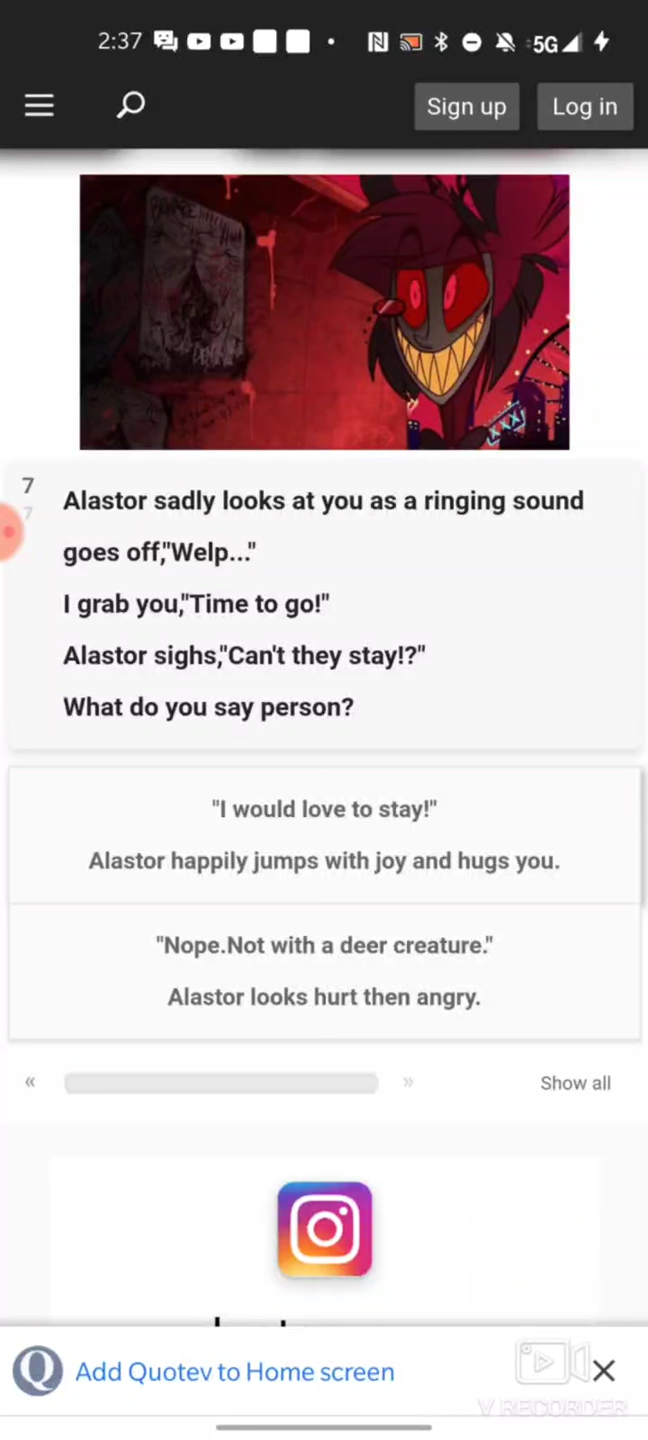 2:37
5G
Sign up
Log in
XXX
7
7
Alastor sadly looks at you as a ringing sound
goes off,"Welp..."
I grab you,"Time to go!"
Alastor sighs,"Can't they stay!?"
What do you say person?
"I would love to stay!"
Alastor happily jumps with joy and hugs you.
"Nope.Not with a deer creature."
Alastor looks hurt then angry.
«
»
Show all
Q
Add Quotev to Home screen
V RECORDER